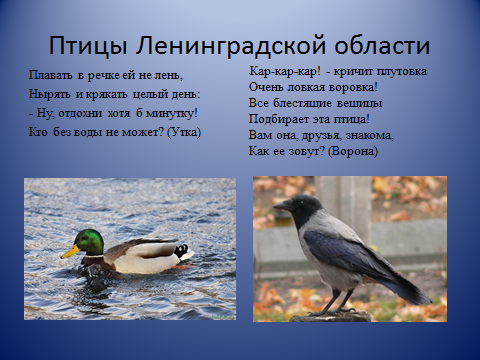 Птицы Ленинградской области
Плавать в речке ей не лень,
Нырять и крякать целый день:
- Ну, отдохни хотя б минутку!
Кто без воды не может? (Утка)
Кар-кар-кар! - кричит плутовка
Очень ловкая воровка!
Все блестящие вещицы
Подбирает эта птица!
Вам она, друзья, знакома,
Как ее зовут? (Ворона)